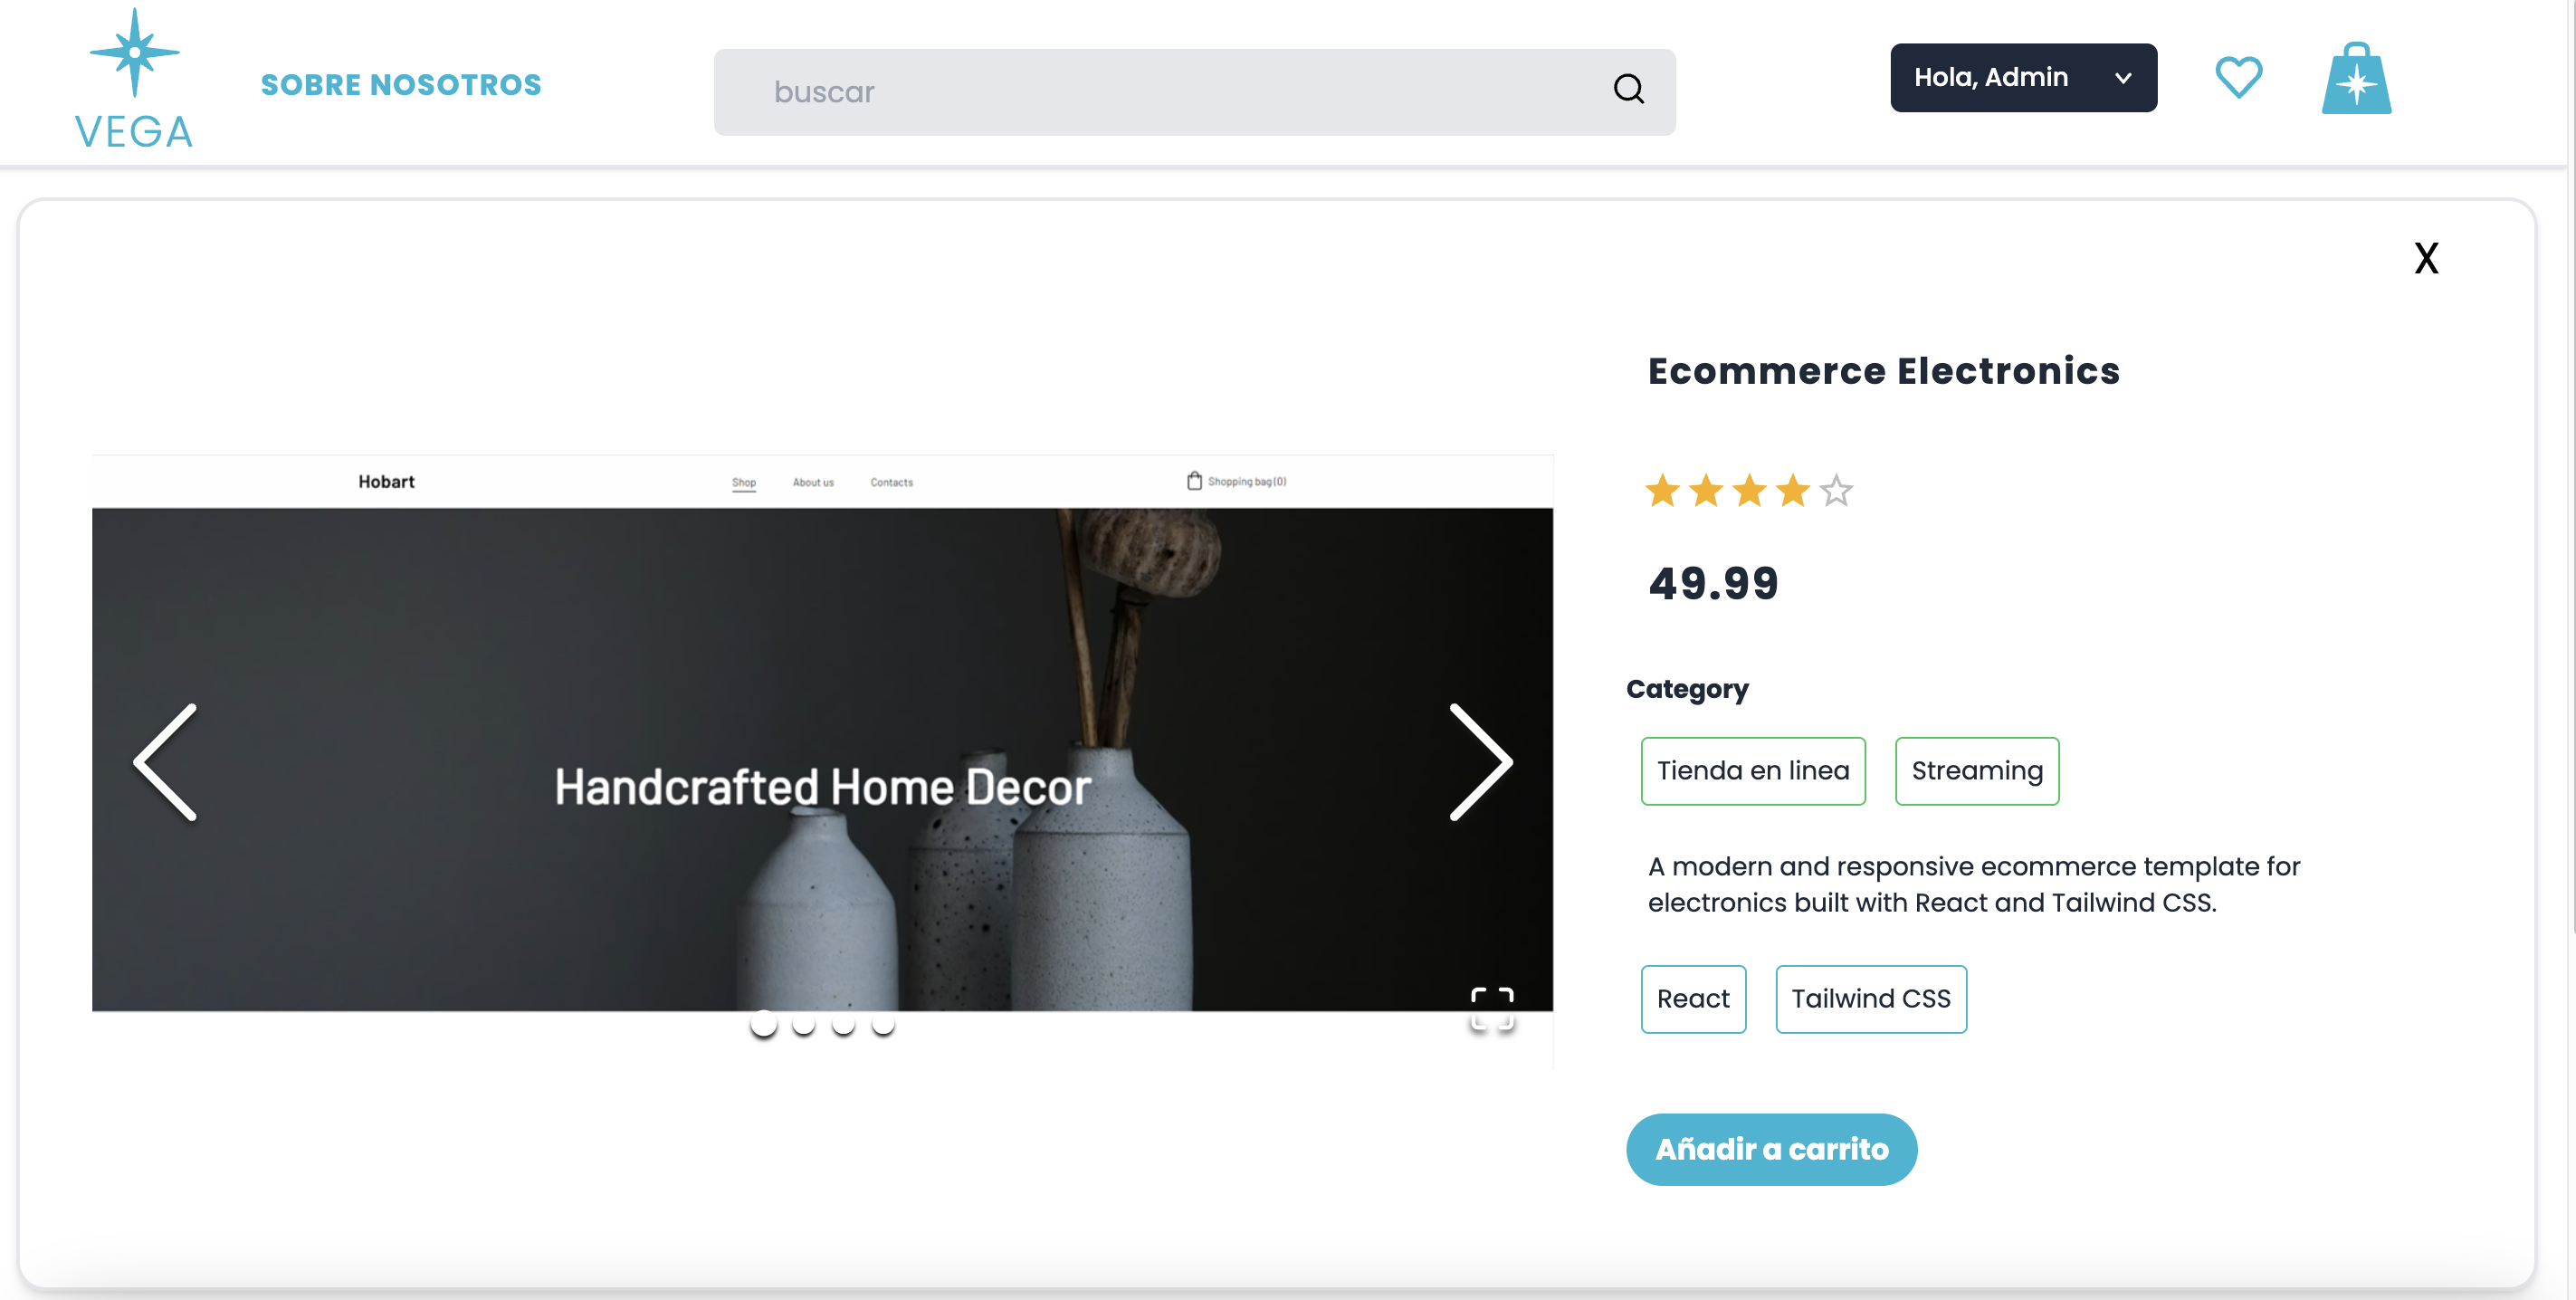 VEGA
SOBRE NOSOTROS
buscar
Hola, Admin
X
Ecommerce Electronics
49.99
Category
Tienda en linea
Streaming
A modern and responsive ecommerce template for
electronics built with React and Tailwind CSS.
React
Tailwind CSS
Añadir a carrito
Hobart
Shop
About us
Contacts
Shopping bag(0)
Handcrafted Home Decor